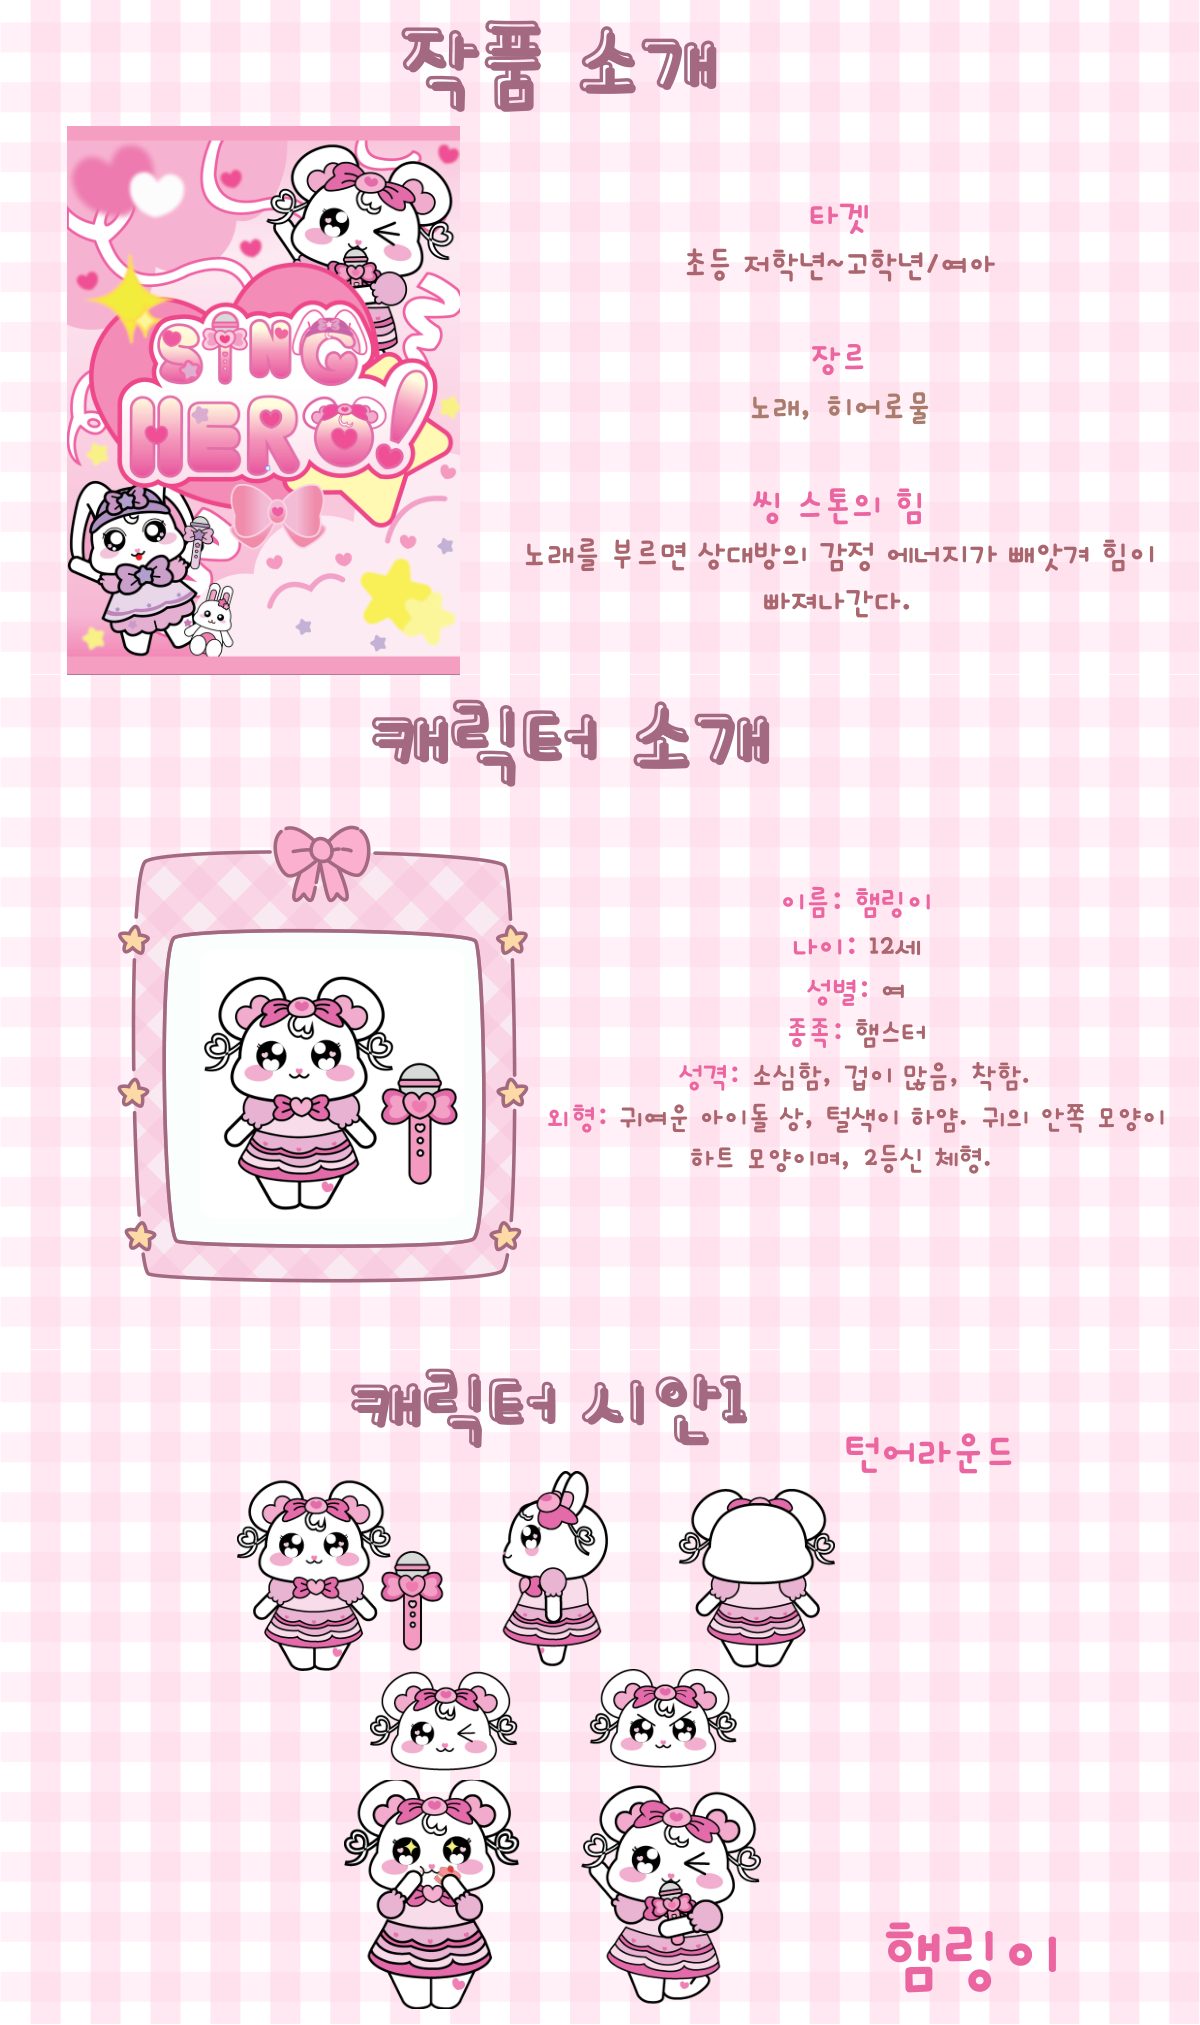 작품 소개
SING
HERO!
타겟
초등 저학년~고학년/여아
장르
노래, 히어로물
씽 스톤의 힘
노래를 부르면 상대방의 감정 에너지가 빼앗겨 힘이
빠져나간다.
캐릭터 소개
이름: 햄링이
나이: 12세
성별: 여
종족: 햄스터
성격: 소심함, 겁이 많음, 착함.
외형: 귀여운 아이돌 상, 털색이 하얌. 귀의 안쪽 모양이
하트 모양이며, 2등신 체형.
캐릭터 시안1
턴어라운드
햄링이